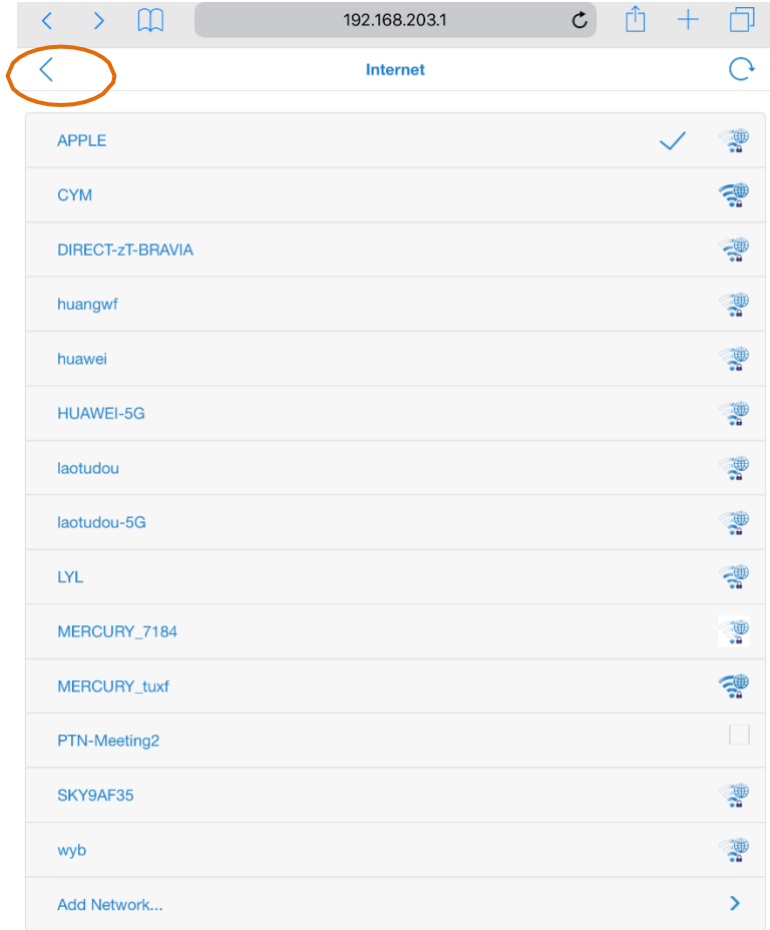 192.168.203.1
Internet
APPLE
CYM
DIRECT-zT-BRAVIA
huangwf
huawei
HUAWEI-5G
laotudou
laotudou-5G
LYL
MERCURY_7184
MERCURY_tuxf
PTN-Meeting2
SKY9AF35
wyb
Add Network...